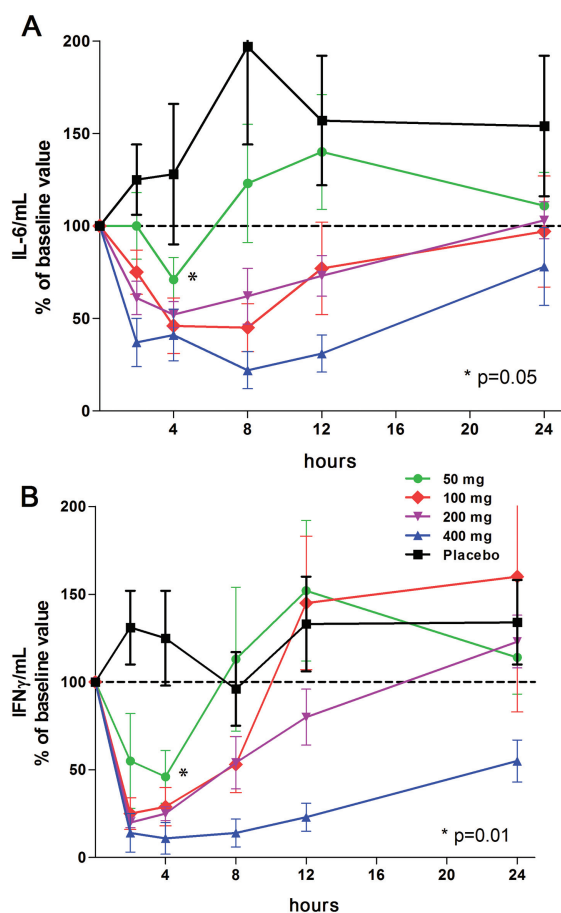 A
200
150
100
50
0
IL-6/mL
% of baseline value
*
* p=0.05
4 8 12 16 20 24
hours
B
50 mg
100 mg
200 mg
400 mg
Placebo
200
150
100
50
0
IFNγ/mL
% of baseline value
*
* p=0.01
4 8 12 16 20 24
hours